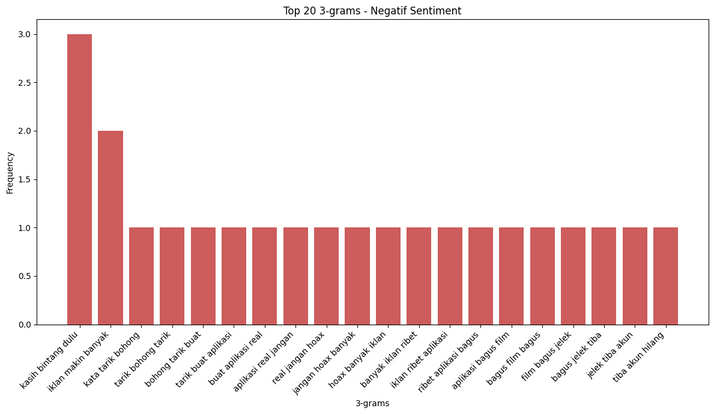 Top 20 3-grams - Negatif Sentiment
3.0
2.5
2.0
1.5
1.0
0.5
0.0
Frequency
kasih bintang dulu
iklan makin banyak
kata tarik bohong
tarik bohong tarik
bohong tarik buat
tarik buat aplikasi
buat aplikasi real
aplikasi real jangan
real jangan hoax
jangan hoax banyak
hoax banyak iklan
banyak iklan ribet
iklan ribet aplikasi
ribet aplikasi bagus
aplikasi bagus film
bagus film bagus
film bagus jelek
bagus jelek tiba
jelek tiba akun
tiba akun hilang
3-grams